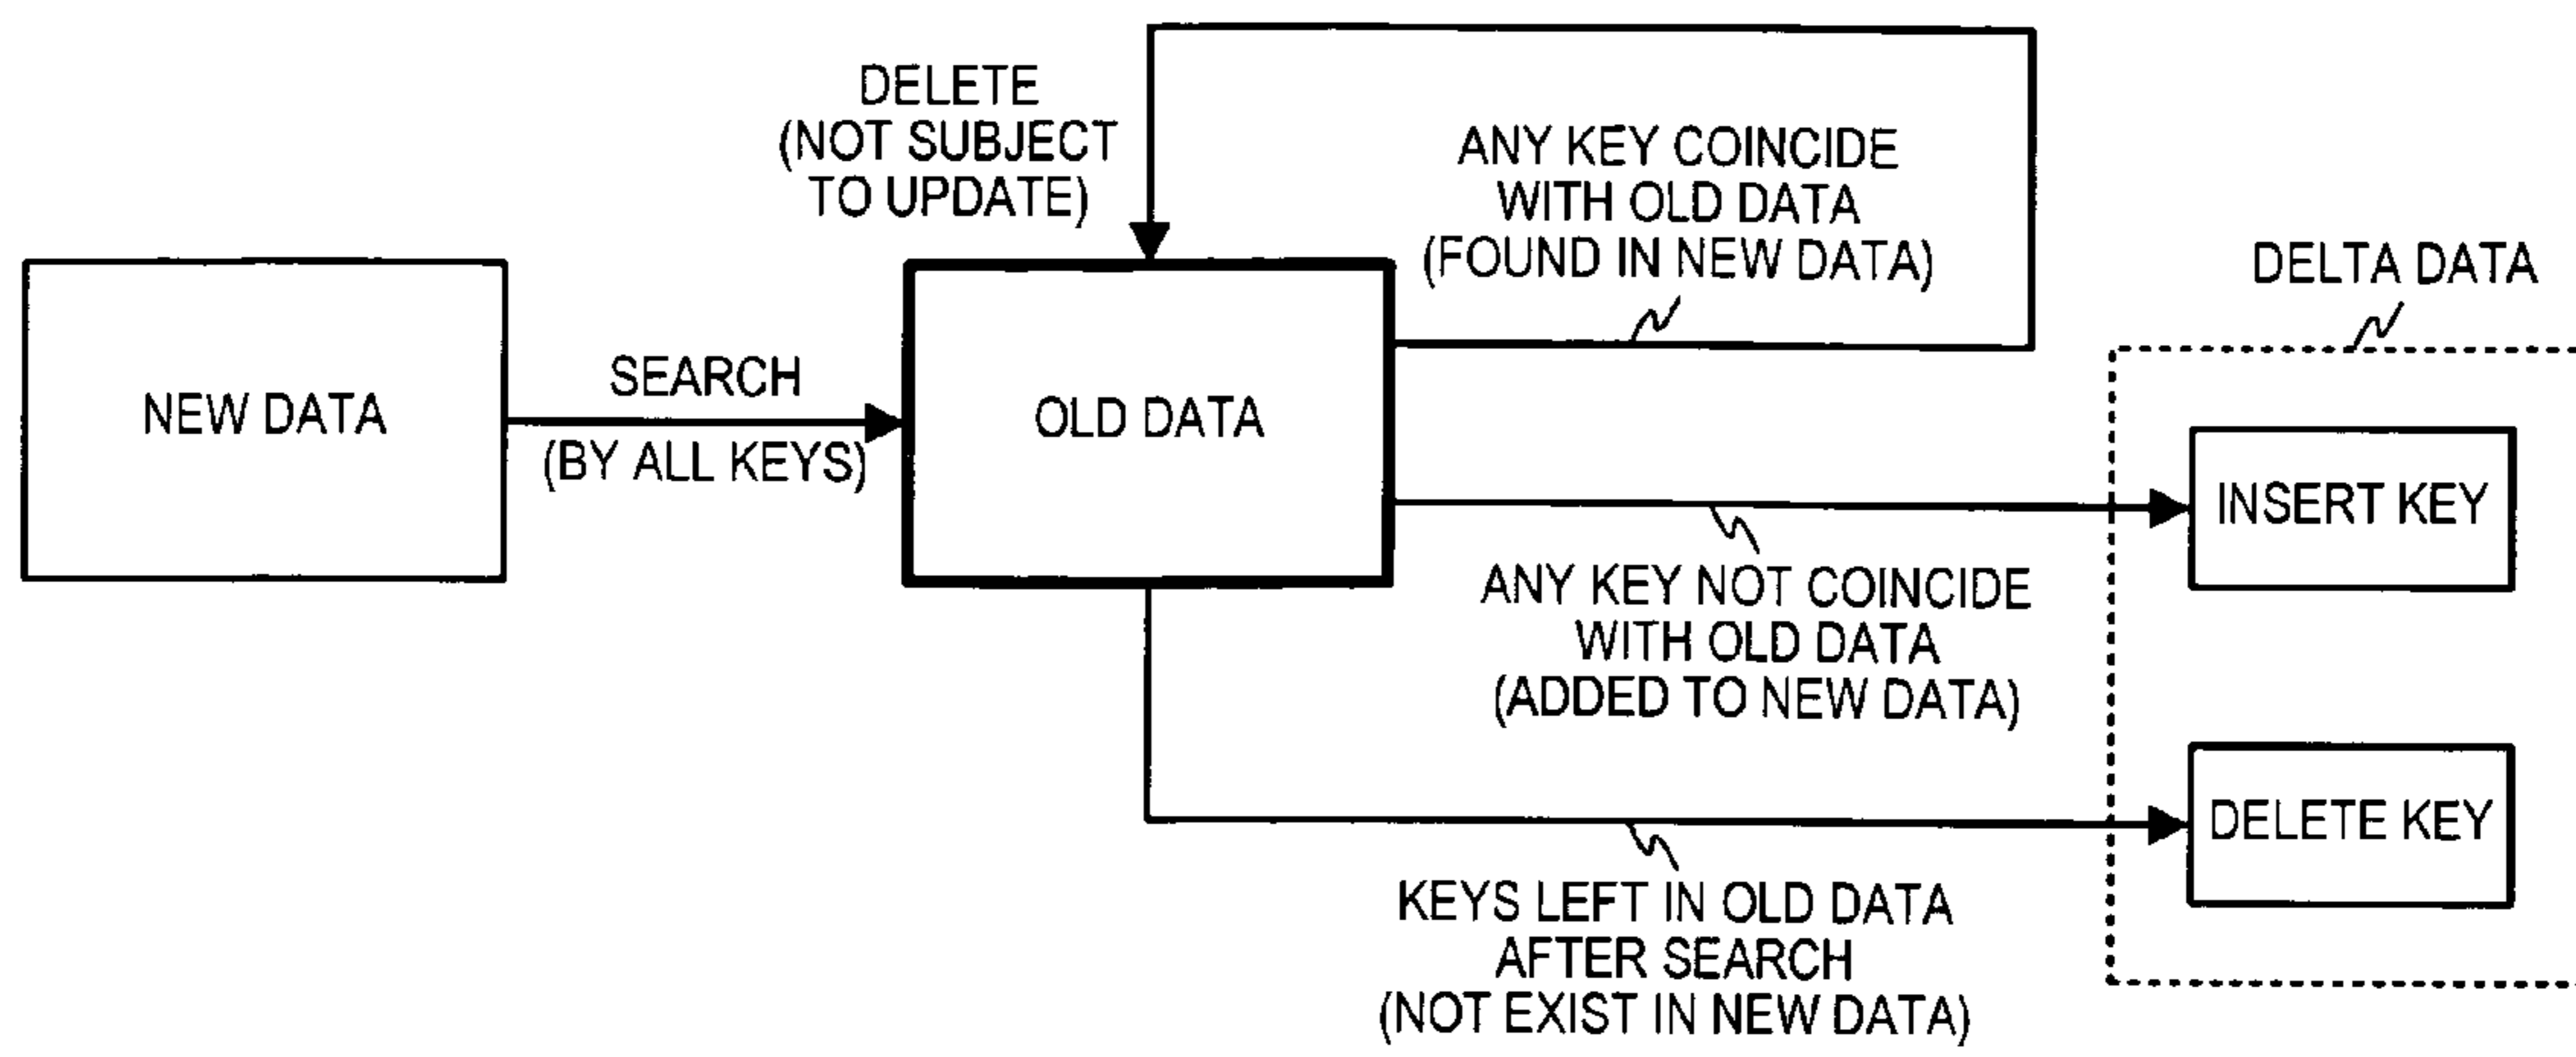 DELETE
(NOT SUBJECT
TO UPDATE)
ANY KEY COINCIDE
WITH OLD DATA
(FOUND IN NEW DATA)
DELTA DATA
NEW DATA
SEARCH
(BY ALL KEYS)
OLD DATA
INSERT KEY
ANY KEY NOT COINCIDE
WITH OLD DATA
(ADDED TO NEW DATA)
DELETE KEY
KEYS LEFT IN OLD DATA
AFTER SEARCH
(NOT EXIST IN NEW DATA)